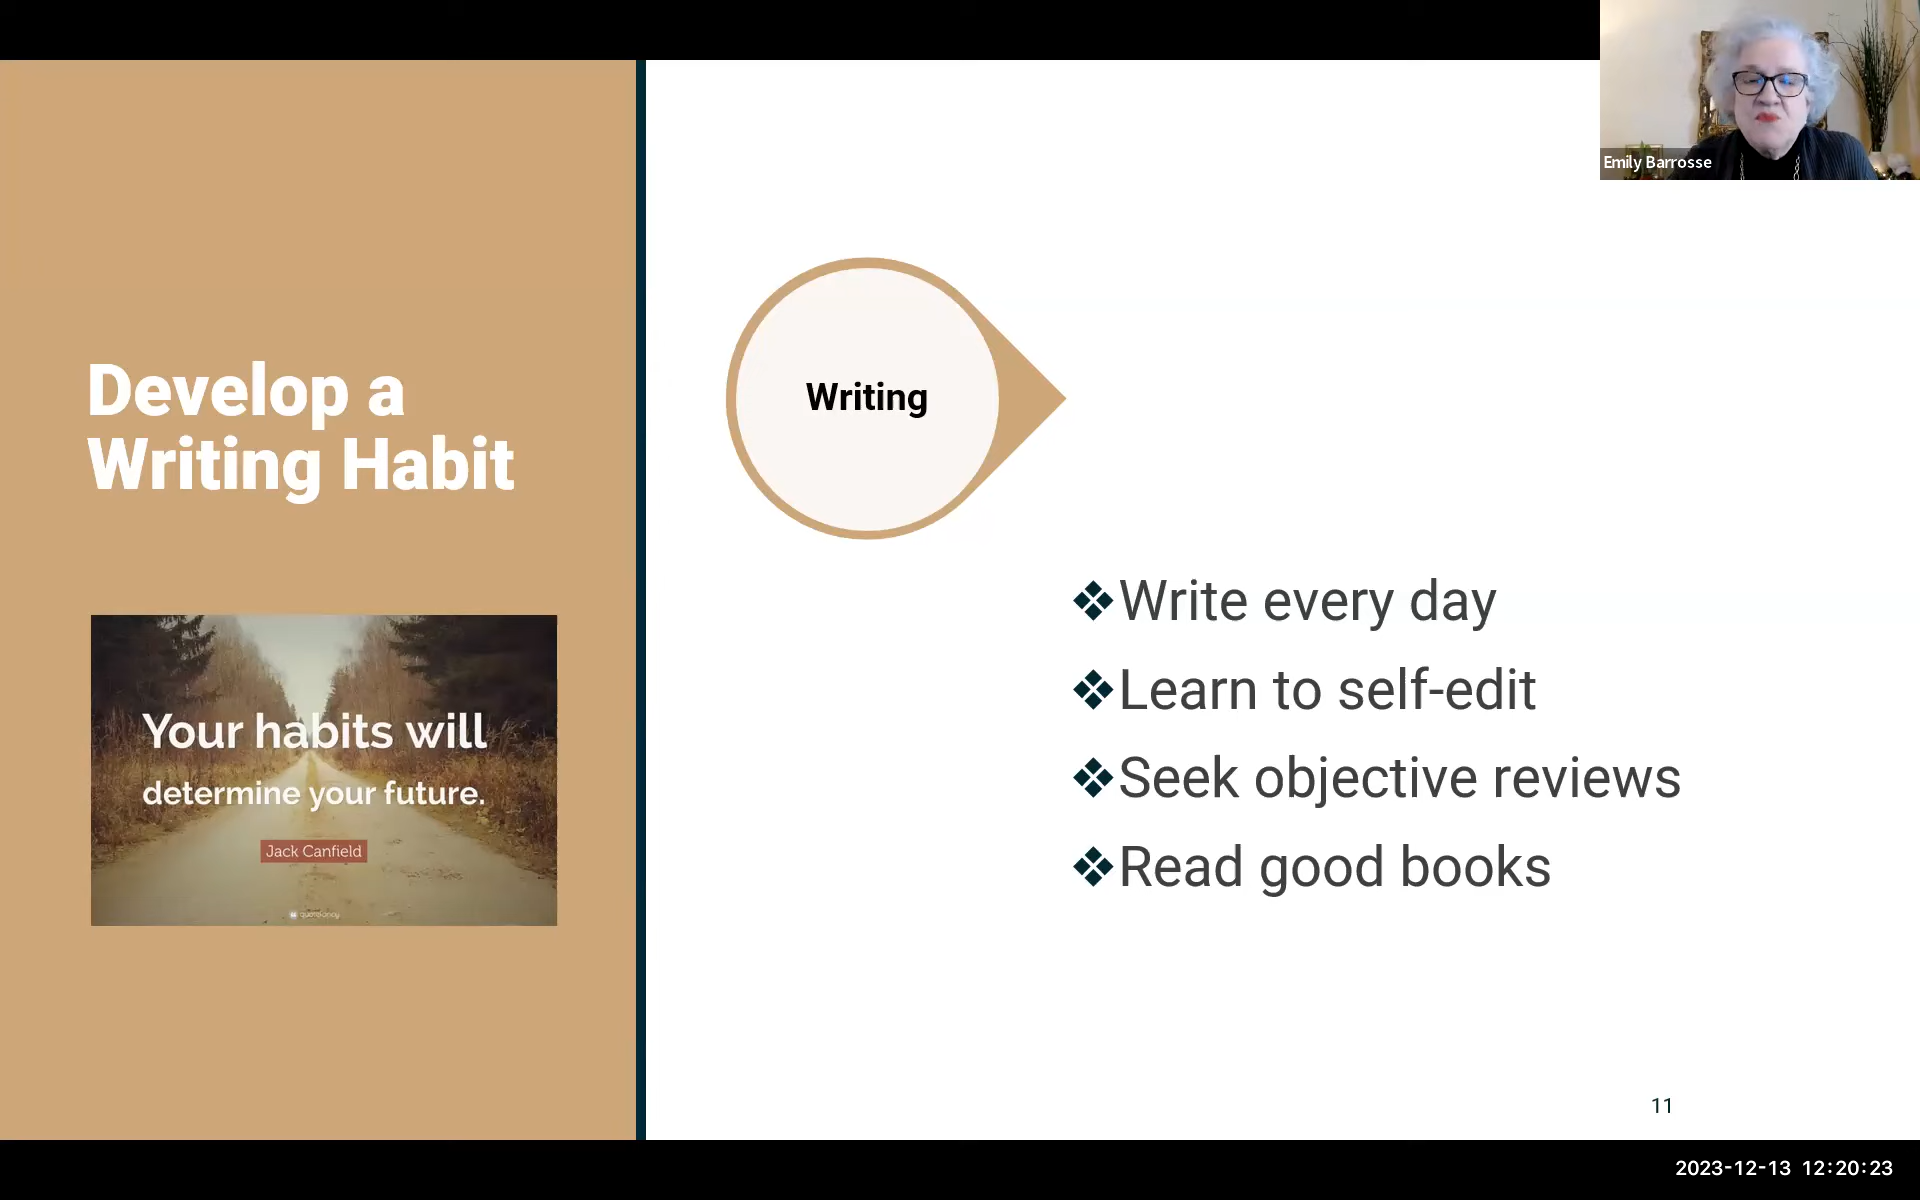 Emily Barrosse
Develop a
Writing Habit
Your habits will
determine your future.
Jack Canfield
quotefancy
Writing
❖Write every day
❖Learn to self-edit
❖Seek objective reviews
❖Read good books
11
2023-12-13 12:20:23